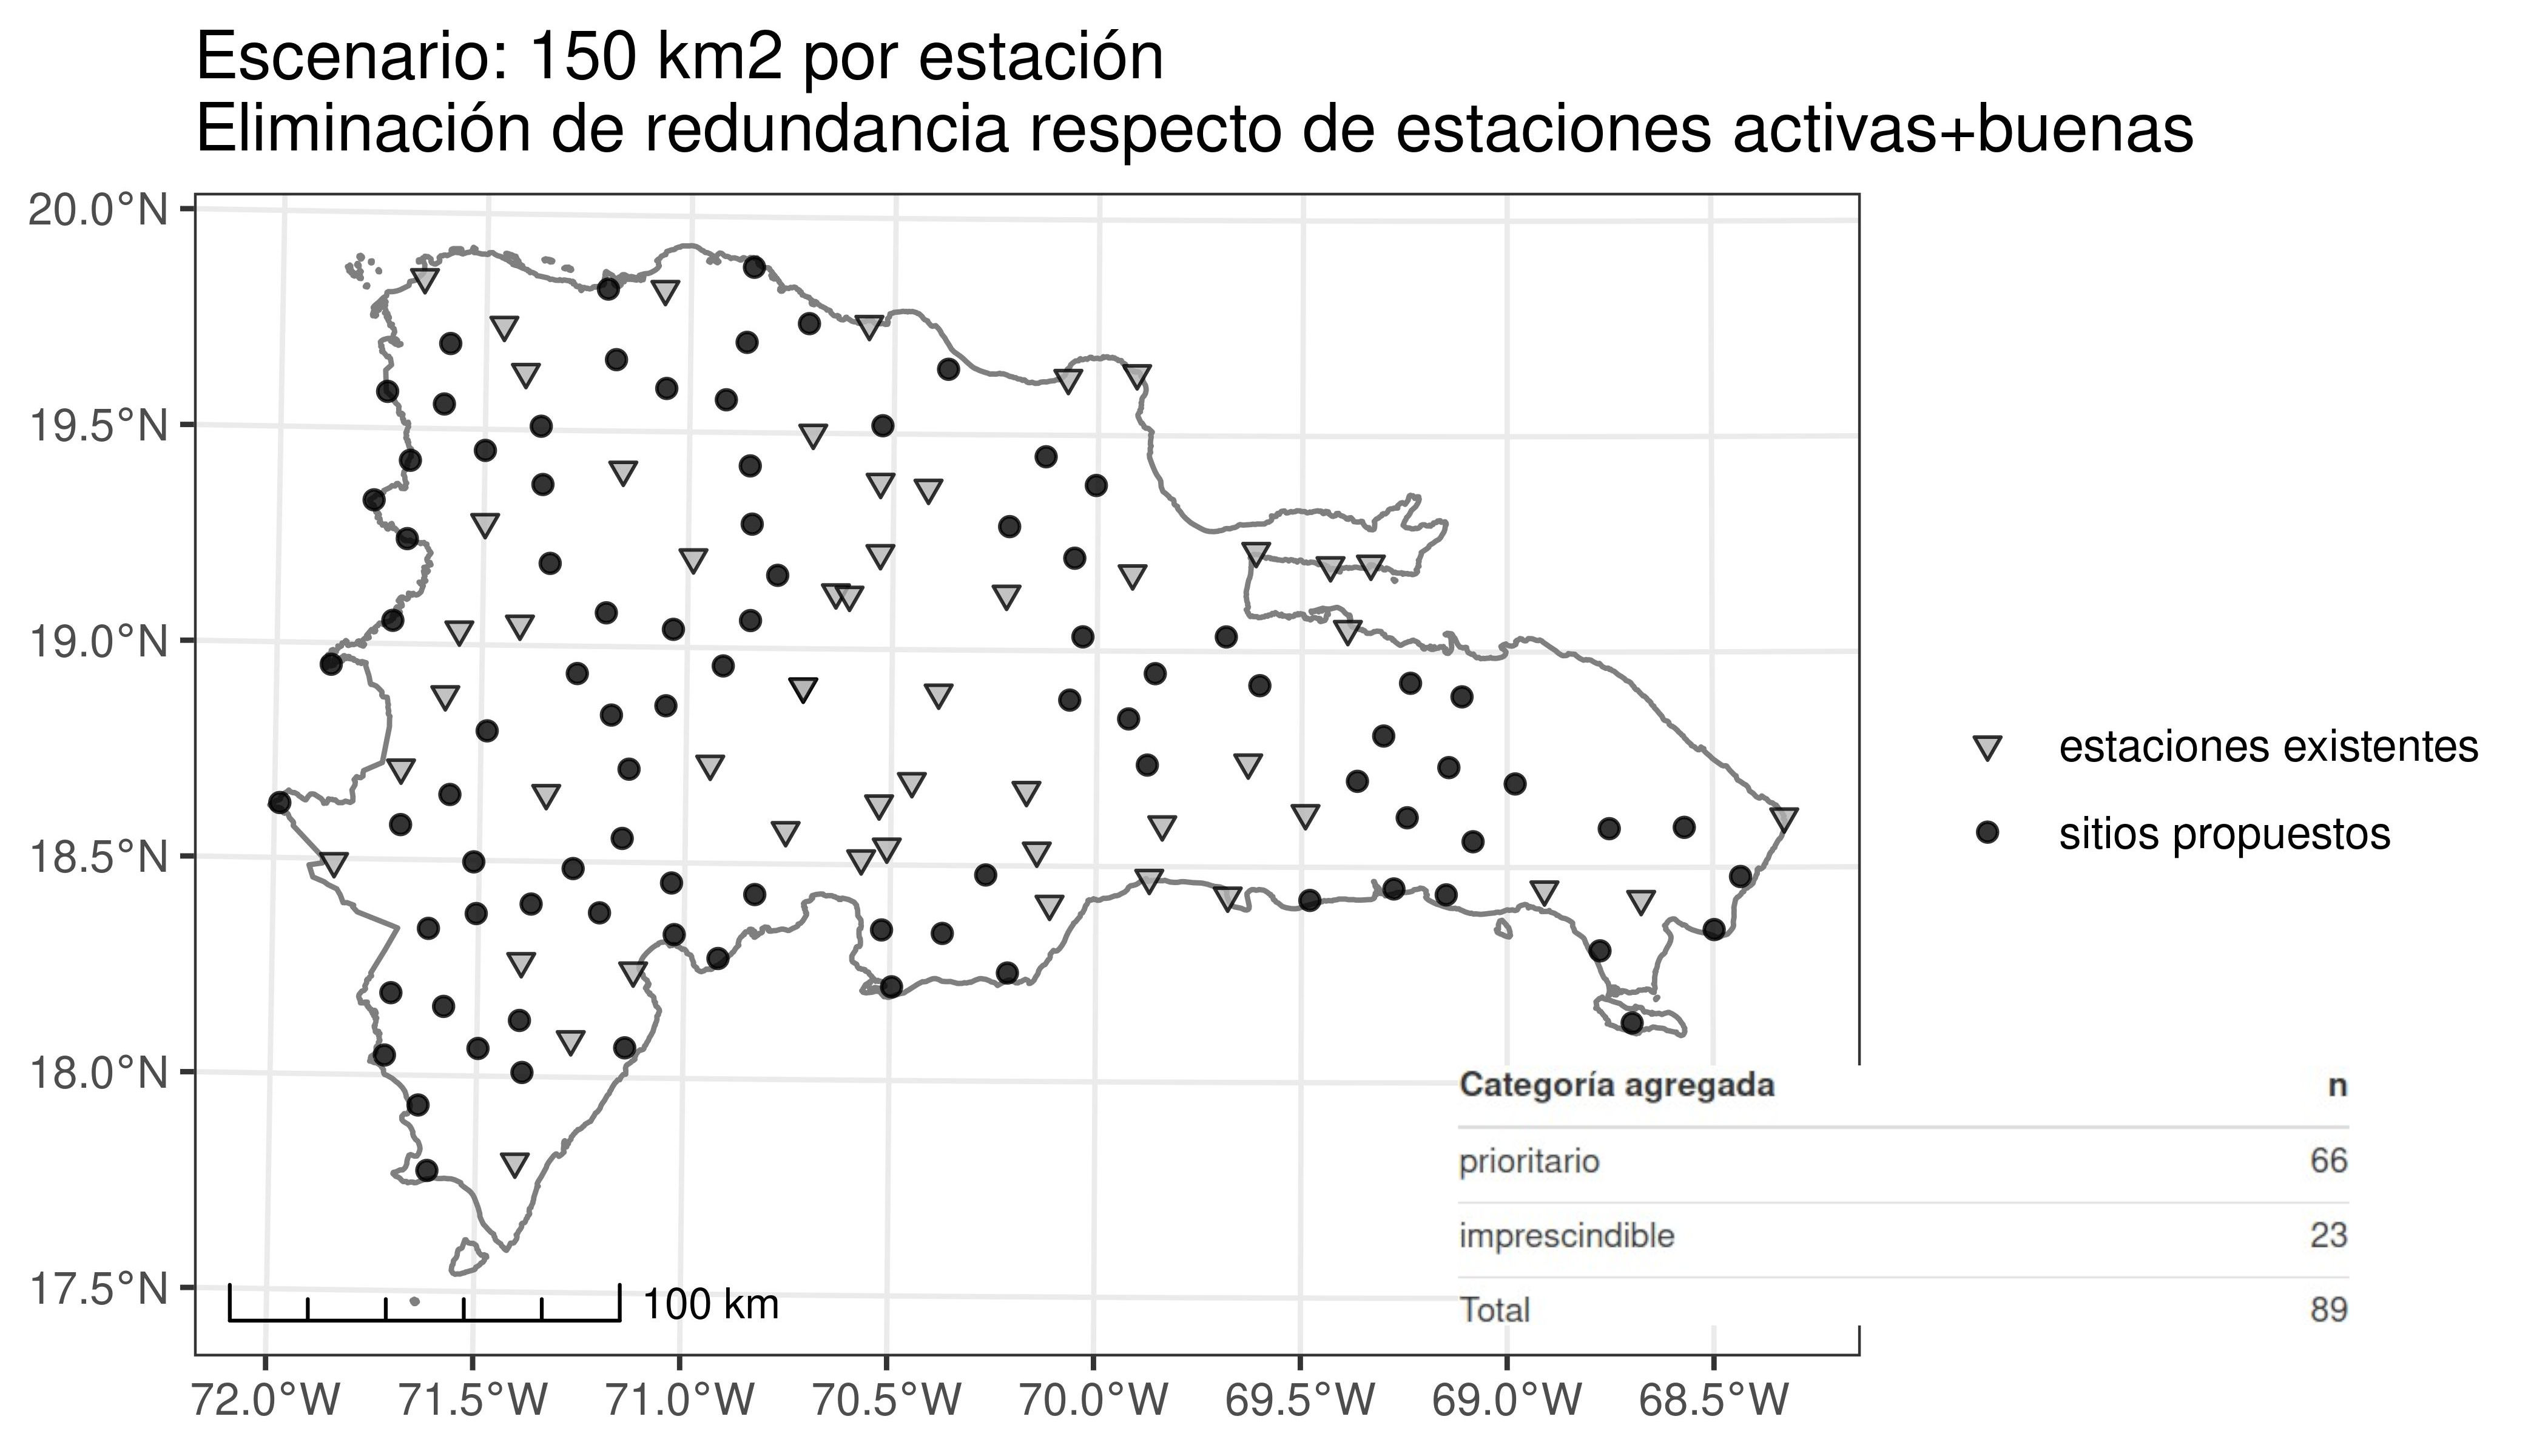 Escenario: 150 km2 por estación
Eliminación de redundancia respecto de estaciones activas+buenas
20.0°N
19.5°N
19.0°N
18.5°N
18.0°N
17.5°N
estaciones existentes
sitios propuestos
Categoría agregada n
prioritario 66
imprescindible 23
Total 89
100 km
72.0°W 71.5°W 71.0°W 70.5°W 70.0°W 69.5°W 69.0°W 68.5°W